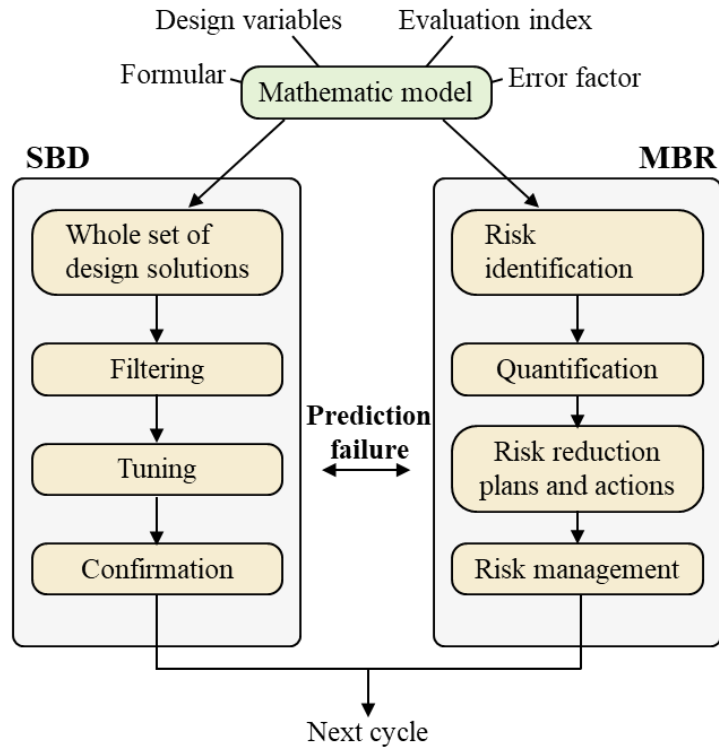 Design variables
Evaluation index
Formular
Error factor
Mathematic model
SBD
MBR
Whole set of
design solutions
Filtering
Tuning
Confirmation
Prediction
failure
Risk
identification
Quantification
Risk reduction
plans and actions
Risk management
Next cycle